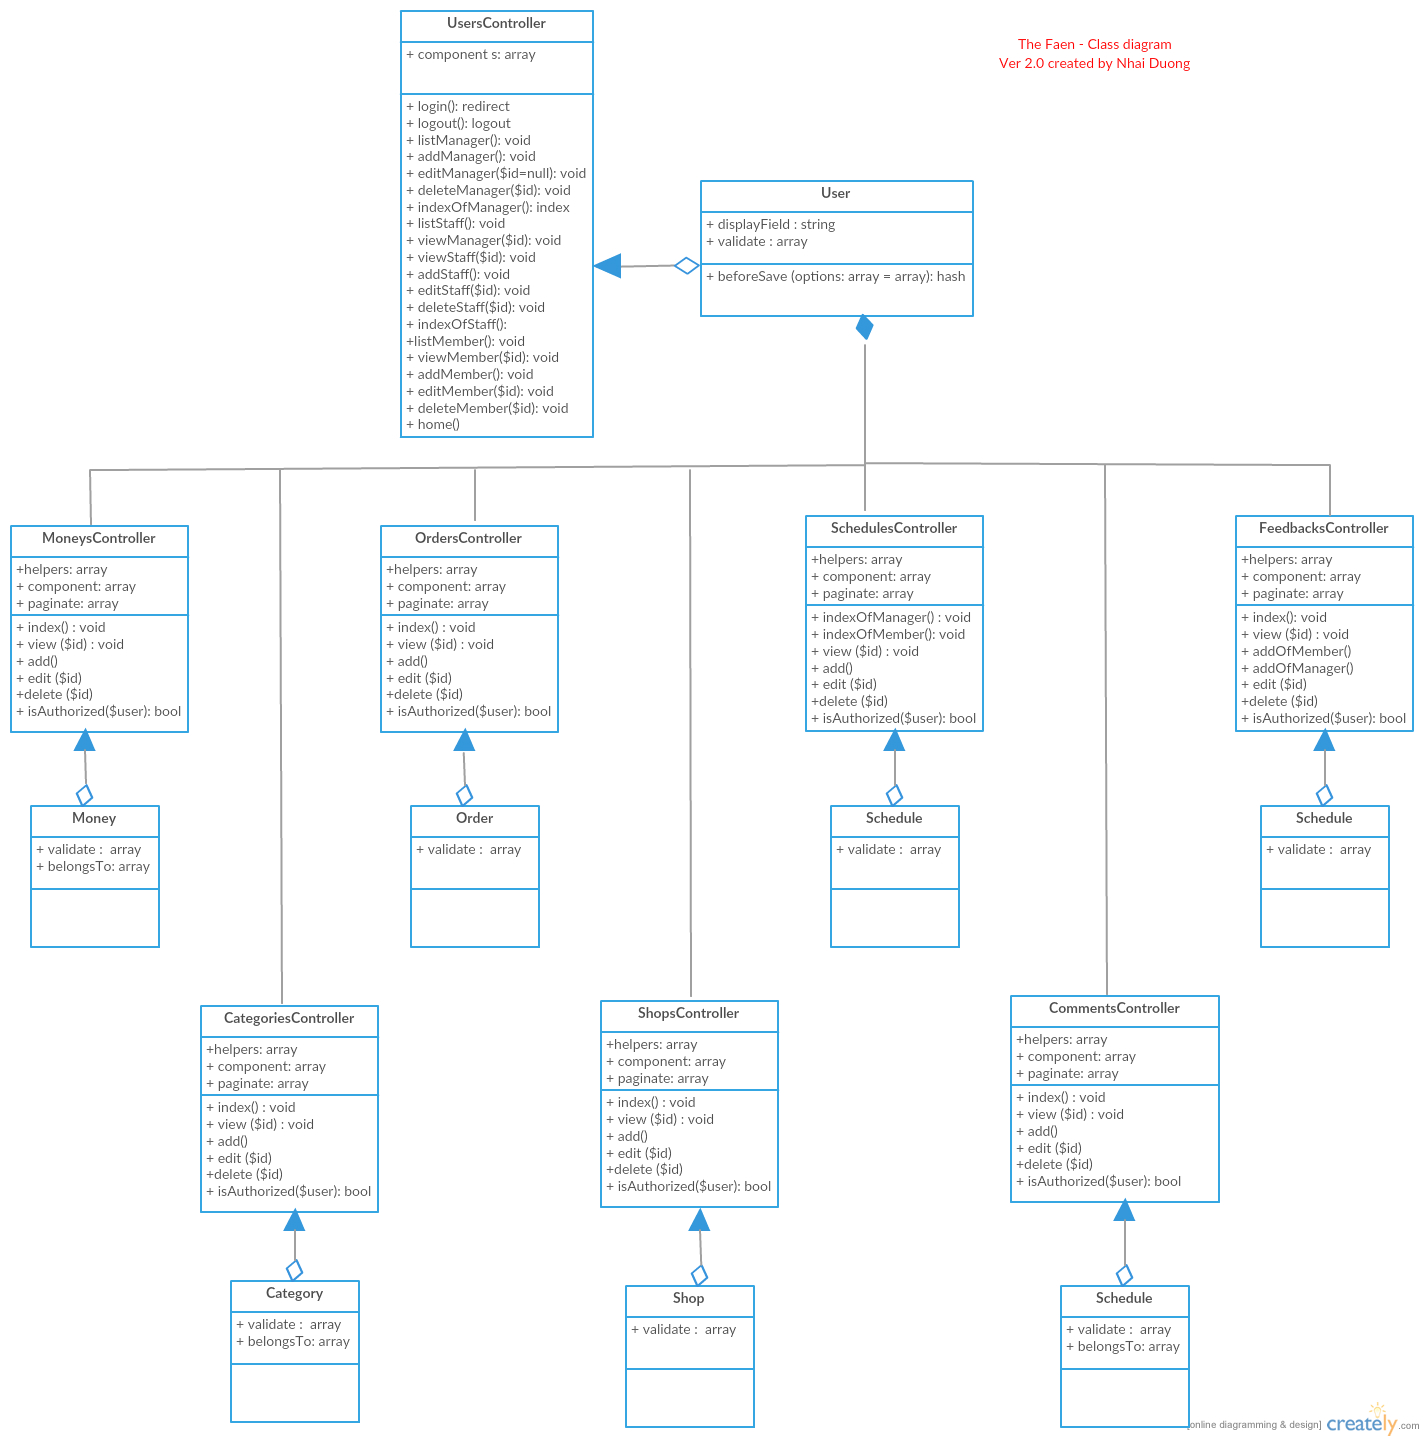 UsersController
+ component s: array
+ login(): redirect
+ logout(): logout
+ listManager(): void
+ addManager(): void
+ editManager($id=null): void
+ deleteManager($id): void
+ indexOfManager(): index
+ listStaff(): void
+ viewManager($id): void
+ viewStaff($id): void
+ addStaff(): void
+ editStaff($id): void
+ deleteStaff($id): void
+ indexOfStaff():
+listMember(): void
+ viewMember($id): void
+ addMember(): void
+ editMember($id): void
+ deleteMember($id): void
+ home()
The Faen - Class diagram
Ver 2.0 created by Nhai Duong
User
+ displayField : string
+ validate : array
+ beforeSave (options: array = array): hash
MoneysController
+helpers: array
+ component: array
+ paginate: array
+ index() : void
+ view ($id) : void
+ add()
+ edit ($id)
+delete ($id)
+ isAuthorized($user): bool
OrdersController
+helpers: array
+ component: array
+ paginate: array
+ index() : void
+ view ($id) : void
+ add()
+ edit ($id)
+delete ($id)
+ isAuthorized($user): bool
SchedulesController
+helpers: array
+ component: array
+ paginate: array
+ indexOfManager() : void
+ indexOfMember(): void
+ view ($id) : void
+ add()
+ edit ($id)
+delete ($id)
+ isAuthorized($user): bool
FeedbacksController
+helpers: array
+ component: array
+ paginate: array
+ index(): void
+ view ($id) : void
+ addOfMember()
+ addOfManager()
+ edit ($id)
+delete ($id)
+ isAuthorized($user): bool
Money
+ validate :  array
+ belongsTo: array
Order
+ validate :  array
Schedule
+ validate :  array
Schedule
+ validate :  array
CategoriesController
+helpers: array
+ component: array
+ paginate: array
+ index() : void
+ view ($id) : void
+ add()
+ edit ($id)
+delete ($id)
+ isAuthorized($user): bool
ShopsController
+helpers: array
+ component: array
+ paginate: array
+ index() : void
+ view ($id) : void
+ add()
+ edit ($id)
+delete ($id)
+ isAuthorized($user): bool
CommentsController
+helpers: array
+ component: array
+ paginate: array
+ index() : void
+ view ($id) : void
+ add()
+ edit ($id)
+delete ($id)
+ isAuthorized($user): bool
Category
+ validate :  array
+ belongsTo: array
Shop
+ validate :  array
Schedule
+ validate :  array
+ belongsTo: array
[online diagramming & design] creately.com